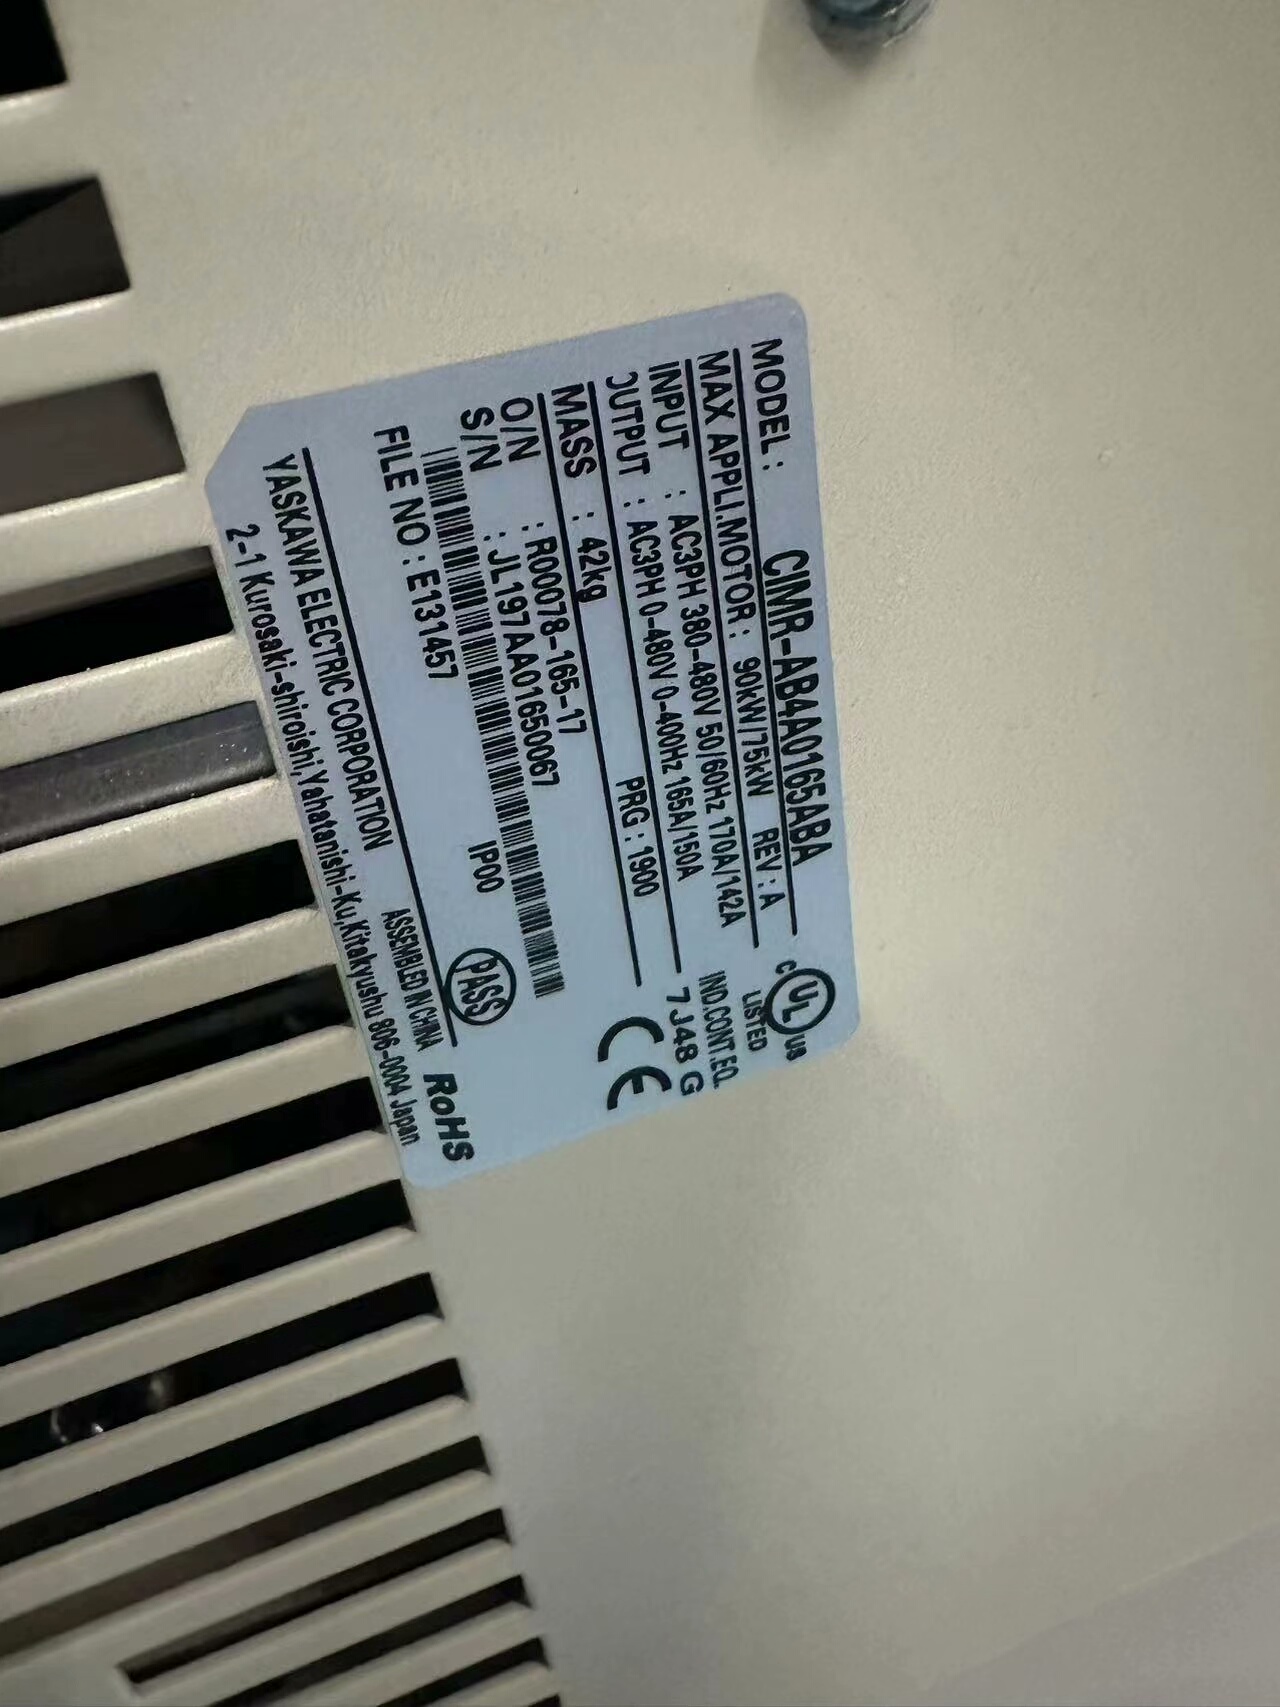 MODEL : CIMR-AB4A0165ABA
MAX APPLI.MOTOR : 90kW/75kW REV : A
INPUT : AC3PH 380-480V 50/60Hz 170A/142A
OUTPUT : AC3PH 0-480V 0-400Hz 165A/150A
MASS : 42kg PRG : 1900
O/N : R00078-165-17
S/N : JL197AA01650067
FILE NO : E131457 IP00
PASS
C UL US
LISTED
IND.CONT.EQ.
7J48 G
CE
YASKAWA ELECTRIC CORPORATION ASSEMBLED IN CHINA
2-1 Kurosaki-shiroishi,Yahatanishi-Ku,Kitakyushu 806-0004 Japan
RoHS